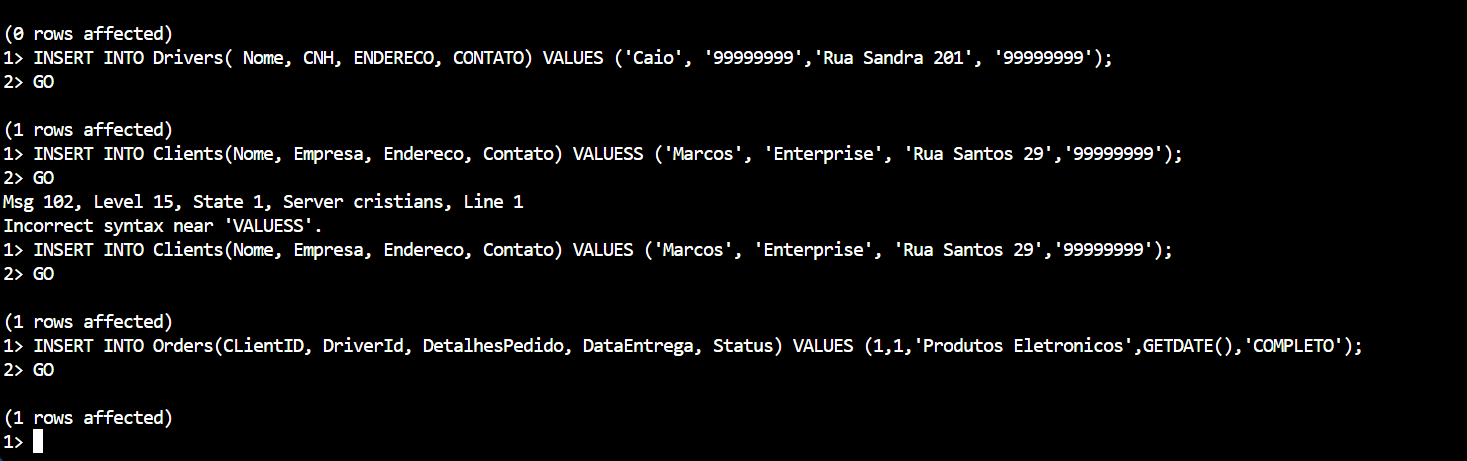 (0 rows affected)
1> INSERT INTO Drivers( Nome, CNH, ENDERECO, CONTATO) VALUES ('Caio', '99999999','Rua Sandra 201', '99999999');
2> GO
(1 rows affected)
1> INSERT INTO Clients(Nome, Empresa, Endereco, Contato) VALUESS ('Marcos', 'Enterprise', 'Rua Santos 29','99999999');
2> GO
Msg 102, Level 15, State 1, Server cristians, Line 1
Incorrect syntax near 'VALUESS'.
1> INSERT INTO Clients(Nome, Empresa, Endereco, Contato) VALUES ('Marcos', 'Enterprise', 'Rua Santos 29','99999999');
2> GO
(1 rows affected)
1> INSERT INTO Orders(CLientID, DriverId, DetalhesPedido, DataEntrega, Status) VALUES (1,1,'Produtos Eletronicos',GETDATE(),'COMPLETO');
2> GO
(1 rows affected)
1>